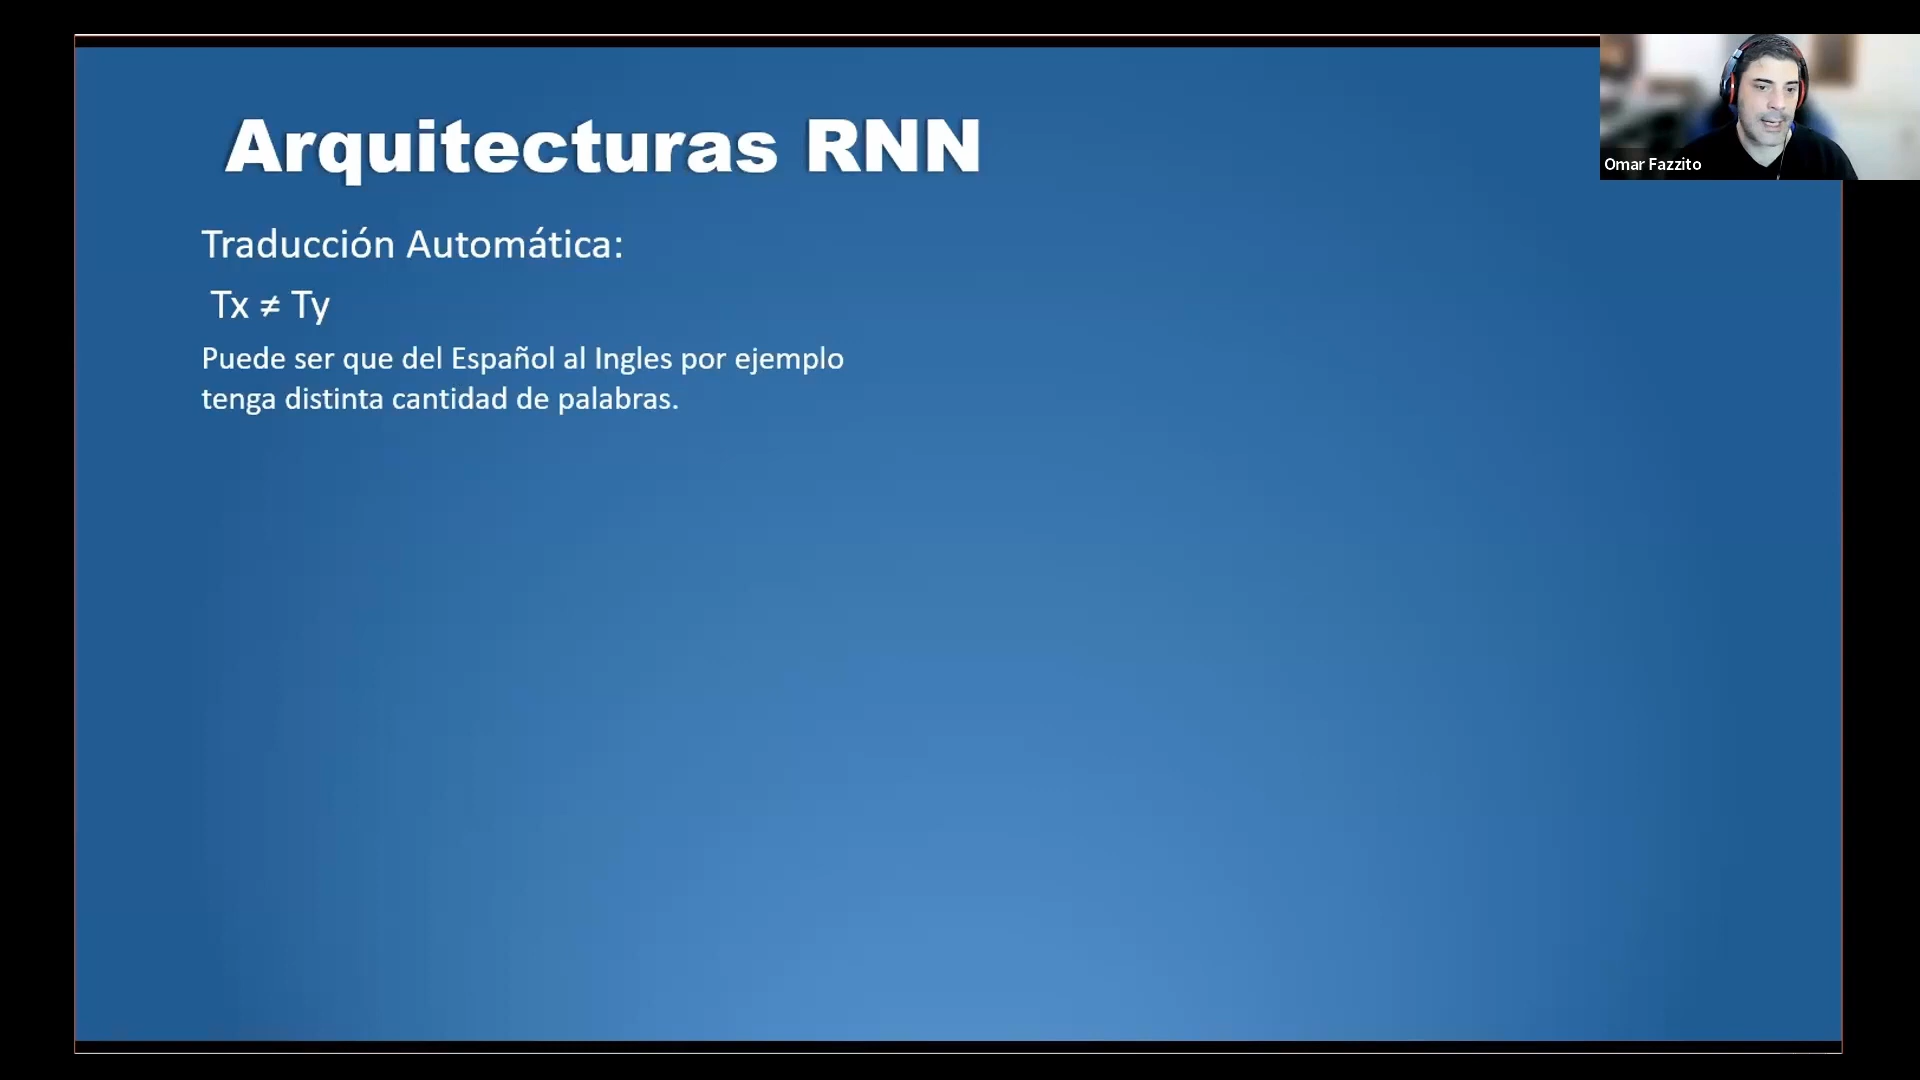 Arquitecturas RNN
Omar Fazzito
Traducción Automática:
Tx ≠ Ty
Puede ser que del Español al Ingles por ejemplo
tenga distinta cantidad de palabras.